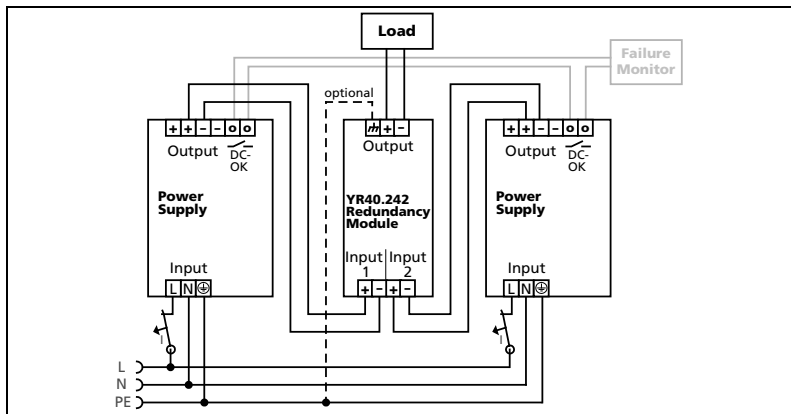 Load
Failure
Monitor
optional
+ + − − o o
Output
DC-
OK
Power
Supply
Input
L N
+ −
Output
YR40.242
Redundancy
Module
Input Input
1 2
+ − + −
+ + − − o o
Output
DC-
OK
Power
Supply
Input
L N
I
I
L
N
PE